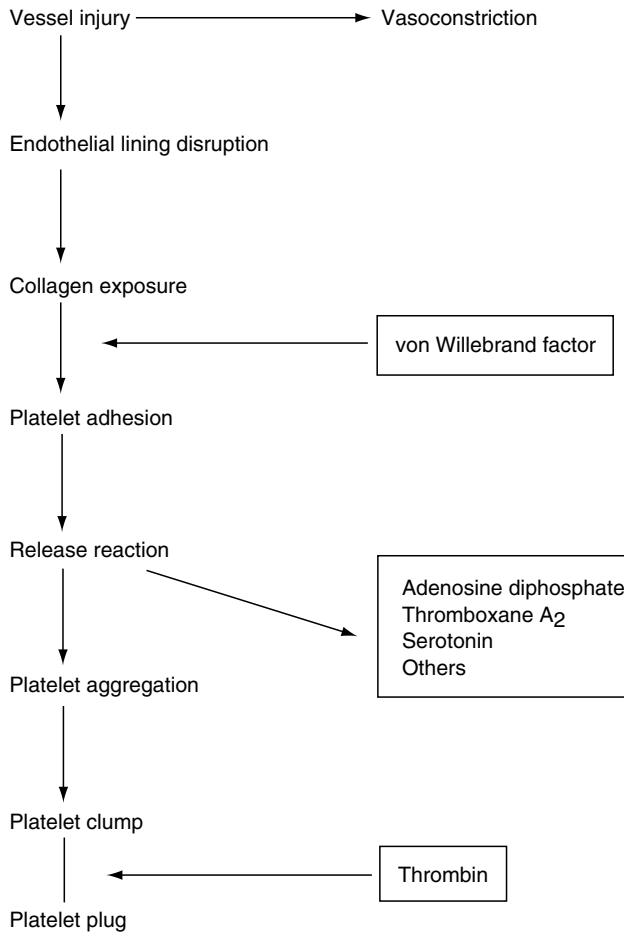 Vessel injury
Vasoconstriction
Endothelial lining disruption
Collagen exposure
von Willebrand factor
Platelet adhesion
Release reaction
Adenosine diphosphate
Thromboxane A2
Serotonin
Others
Platelet aggregation
Platelet clump
Thrombin
Platelet plug